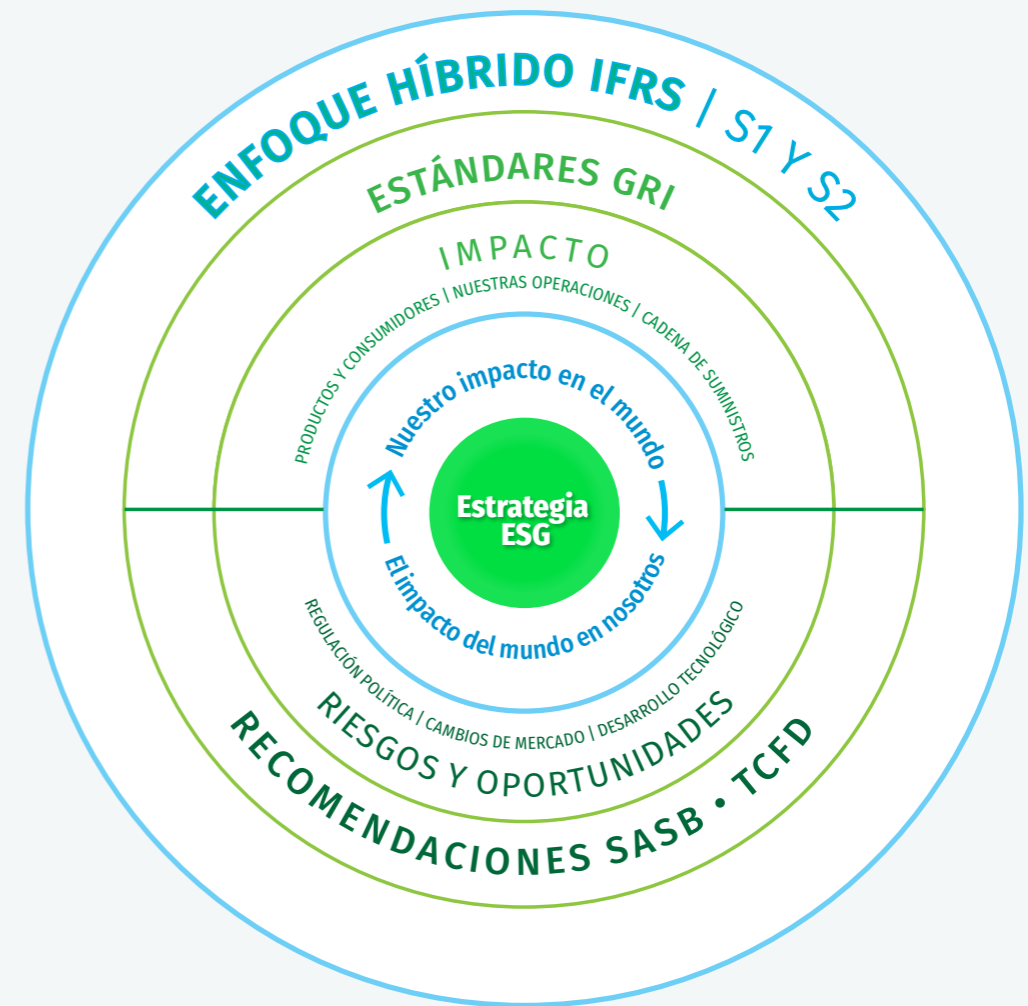 ENFOQUE HÍBRIDO IFRS | S1 Y S2
ESTÁNDARES GRI
IMPACTO
PRODUCTOS Y CONSUMIDORES | NUESTRAS OPERACIONES | CADENA DE SUMINISTROS
Nuestro impacto en el mundo
Estrategia
ESG
El impacto del mundo en nosotros
REGULACIÓN POLÍTICA | CAMBIOS DE MERCADO | DESARROLLO TECNOLÓGICO
RIESGOS Y OPORTUNIDADES
RECOMENDACIONES SASB • TCFD